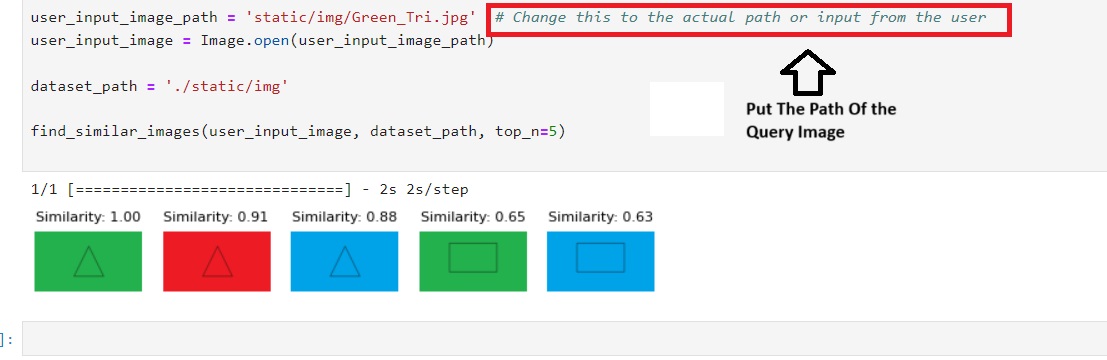 user_input_image_path = 'static/img/Green_Tri.jpg' # Change this to the actual path or input from the user
user_input_image = Image.open(user_input_image_path)
dataset_path = './static/img'
Put The Path Of the
Query Image
find_similar_images(user_input_image, dataset_path, top_n=5)
1/1 [==============================] - 2s 2s/step
Similarity: 1.00 Similarity: 0.91 Similarity: 0.88 Similarity: 0.65 Similarity: 0.63
]: